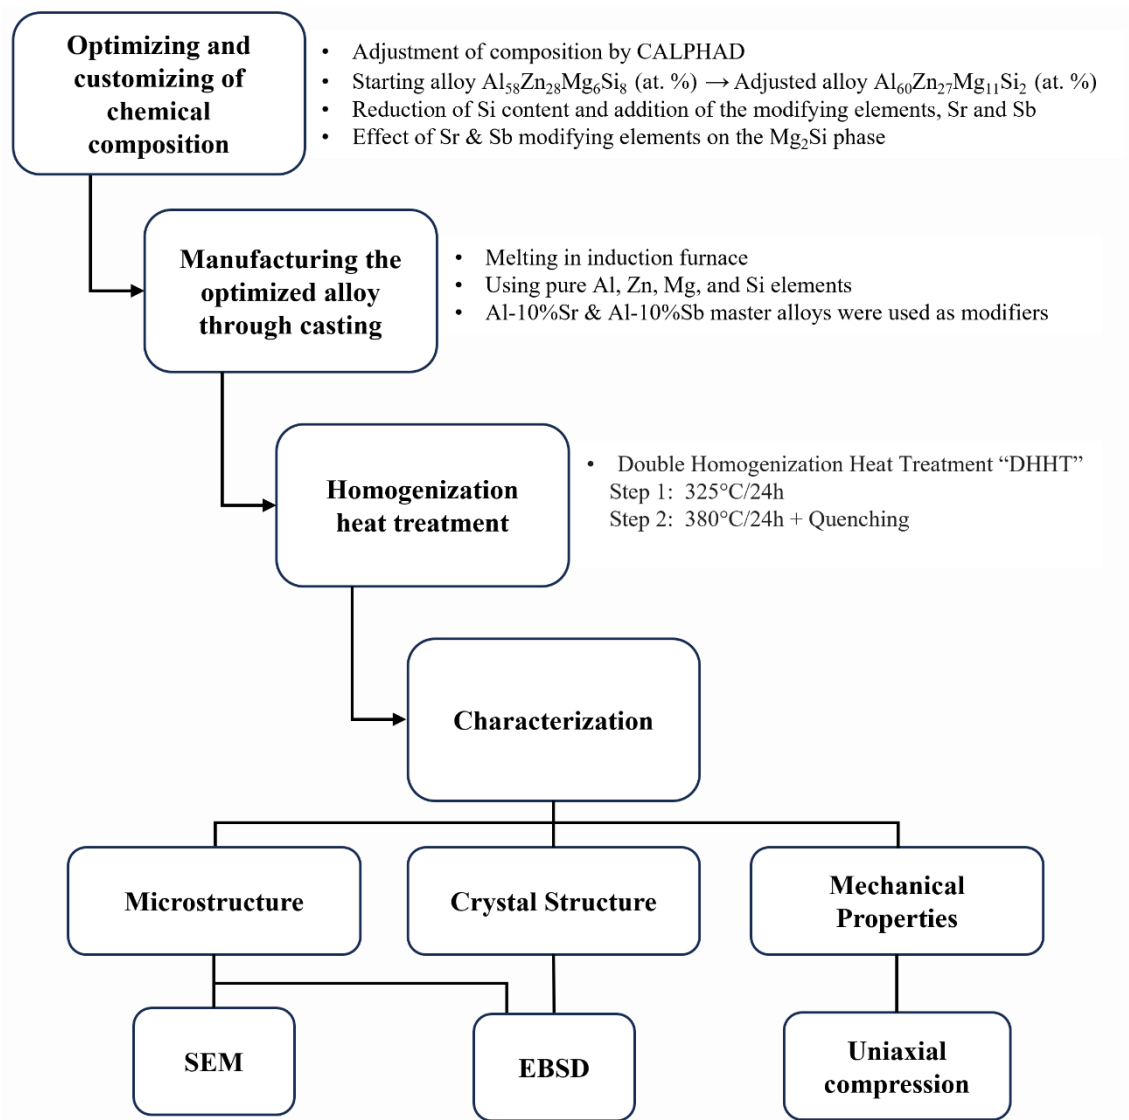 Optimizing and
customizing of
chemical
composition
• Adjustment of composition by CALPHAD
• Starting alloy Al₅₈Zn₂₈Mg₆Si₈ (at. %) → Adjusted alloy Al₆₀Zn₂₇Mg₁₁Si₂ (at. %)
• Reduction of Si content and addition of the modifying elements, Sr and Sb
• Effect of Sr & Sb modifying elements on the Mg₂Si phase
Manufacturing the
optimized alloy
through casting
• Melting in induction furnace
• Using pure Al, Zn, Mg, and Si elements
• Al-10%Sr & Al-10%Sb master alloys were used as modifiers
Homogenization
heat treatment
• Double Homogenization Heat Treatment “DHHT”
Step 1: 325°C/24h
Step 2: 380°C/24h + Quenching
Characterization
Microstructure
Crystal Structure
Mechanical
Properties
SEM
EBSD
Uniaxial
compression